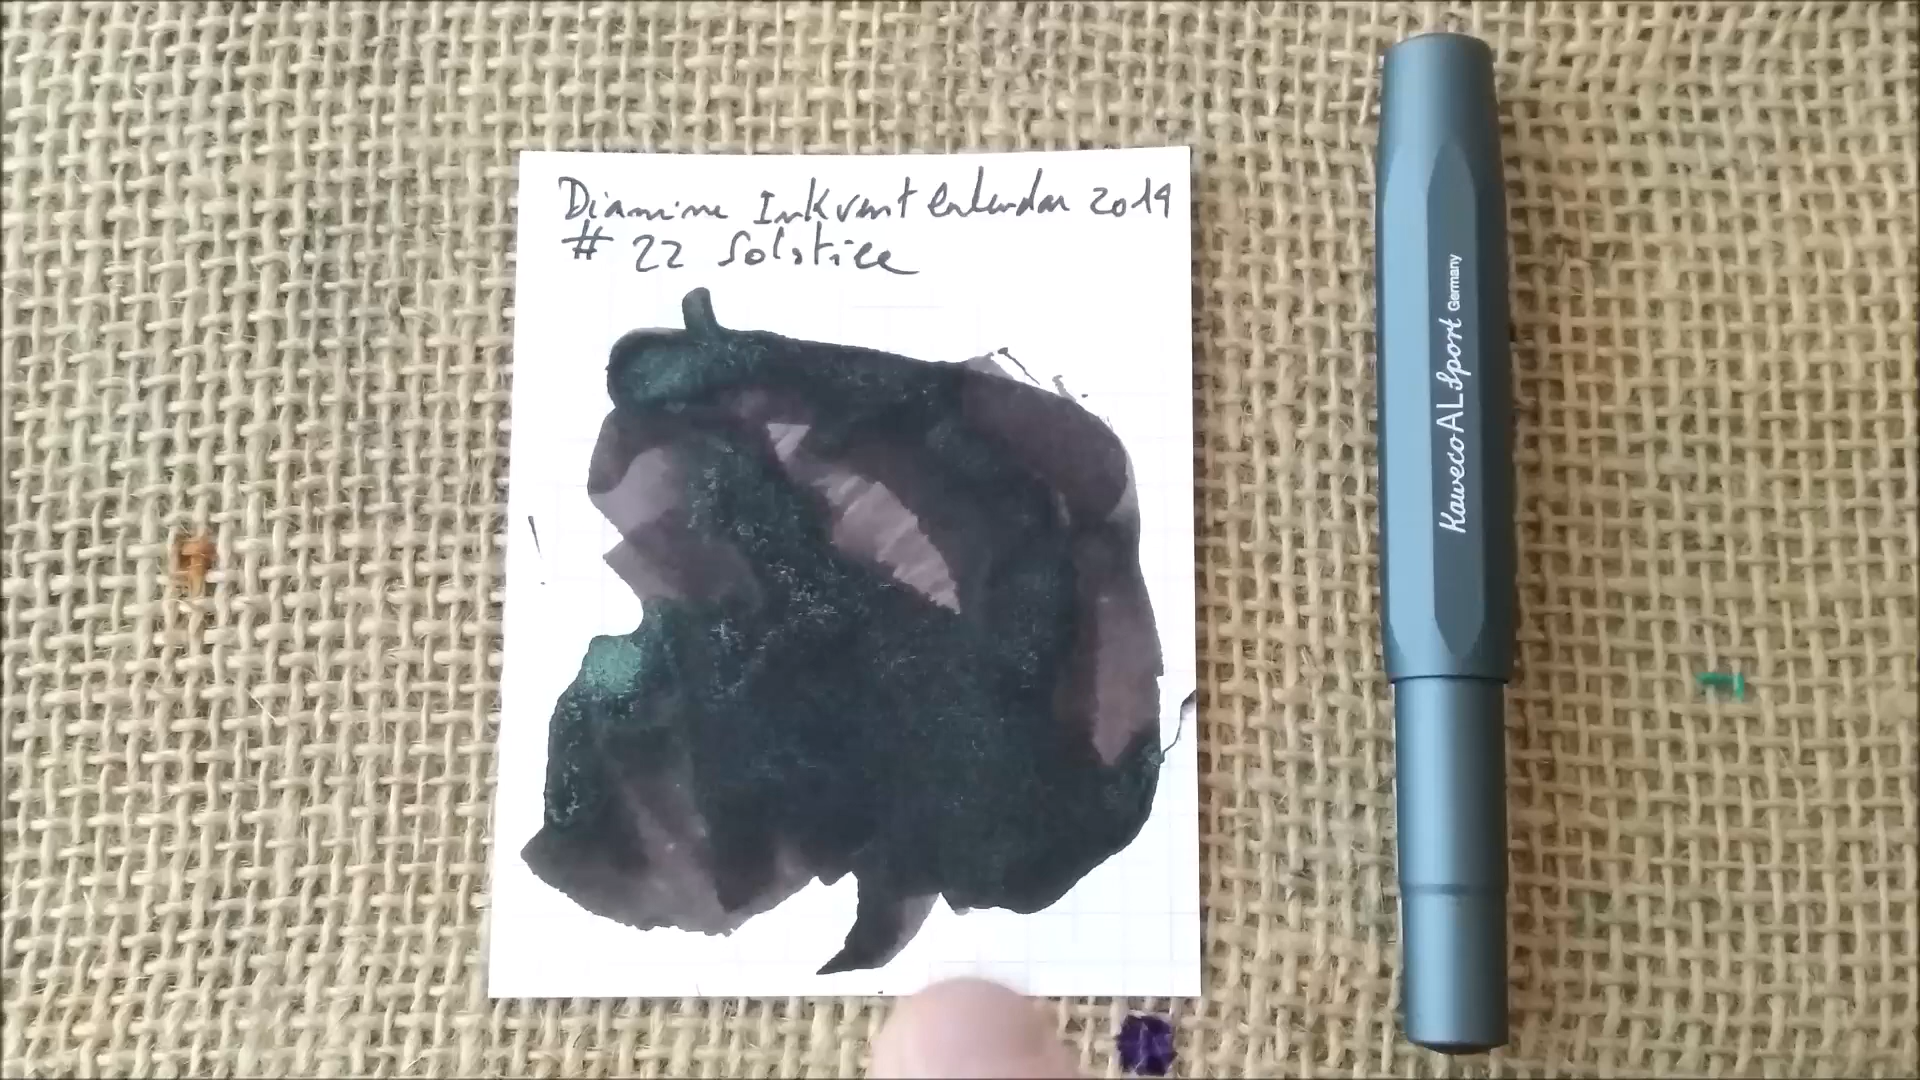 Diamine Inkvent Calendar 2019
# 22 Solstice
Kaweco AL Sport Germany